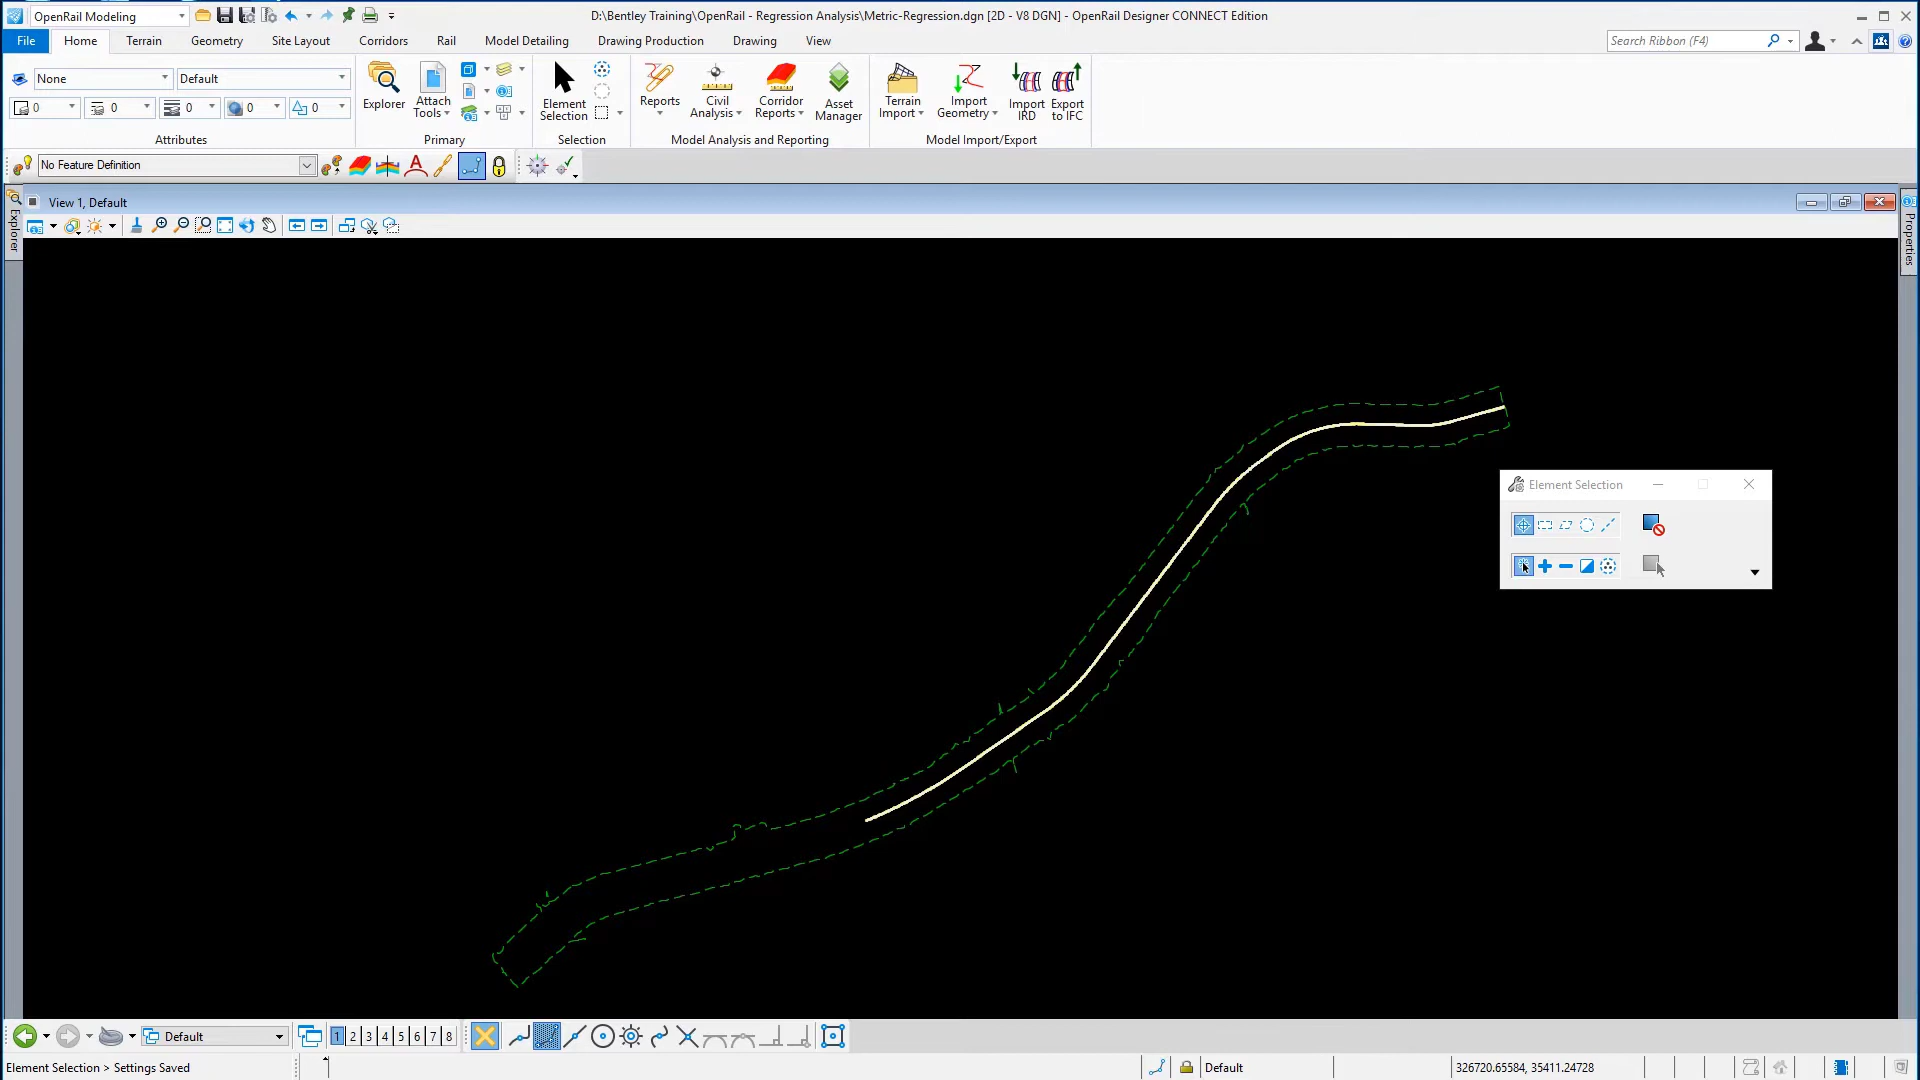 OpenRail Modeling
D:\Bentley Training\OpenRail - Regression Analysis\Metric-Regression.dgn [2D - V8 DGN] - OpenRail Designer CONNECT Edition
File Home Terrain Geometry Site Layout Corridors Rail Model Detailing Drawing Production Drawing View
Search Ribbon (F4)
None Default
0 0 0 0 0
Explorer
Attach Tools
Element Selection
Reports
Civil Analysis
Corridor Reports
Asset Manager
Terrain Import
Import Geometry
Import IRD
Export to IFC
Attributes Primary Selection Model Analysis and Reporting Model Import/Export
No Feature Definition
View 1, Default
Explorer
Properties
Element Selection
Default
1 2 3 4 5 6 7 8
Element Selection > Settings Saved
Default
326720.65584, 35411.24728